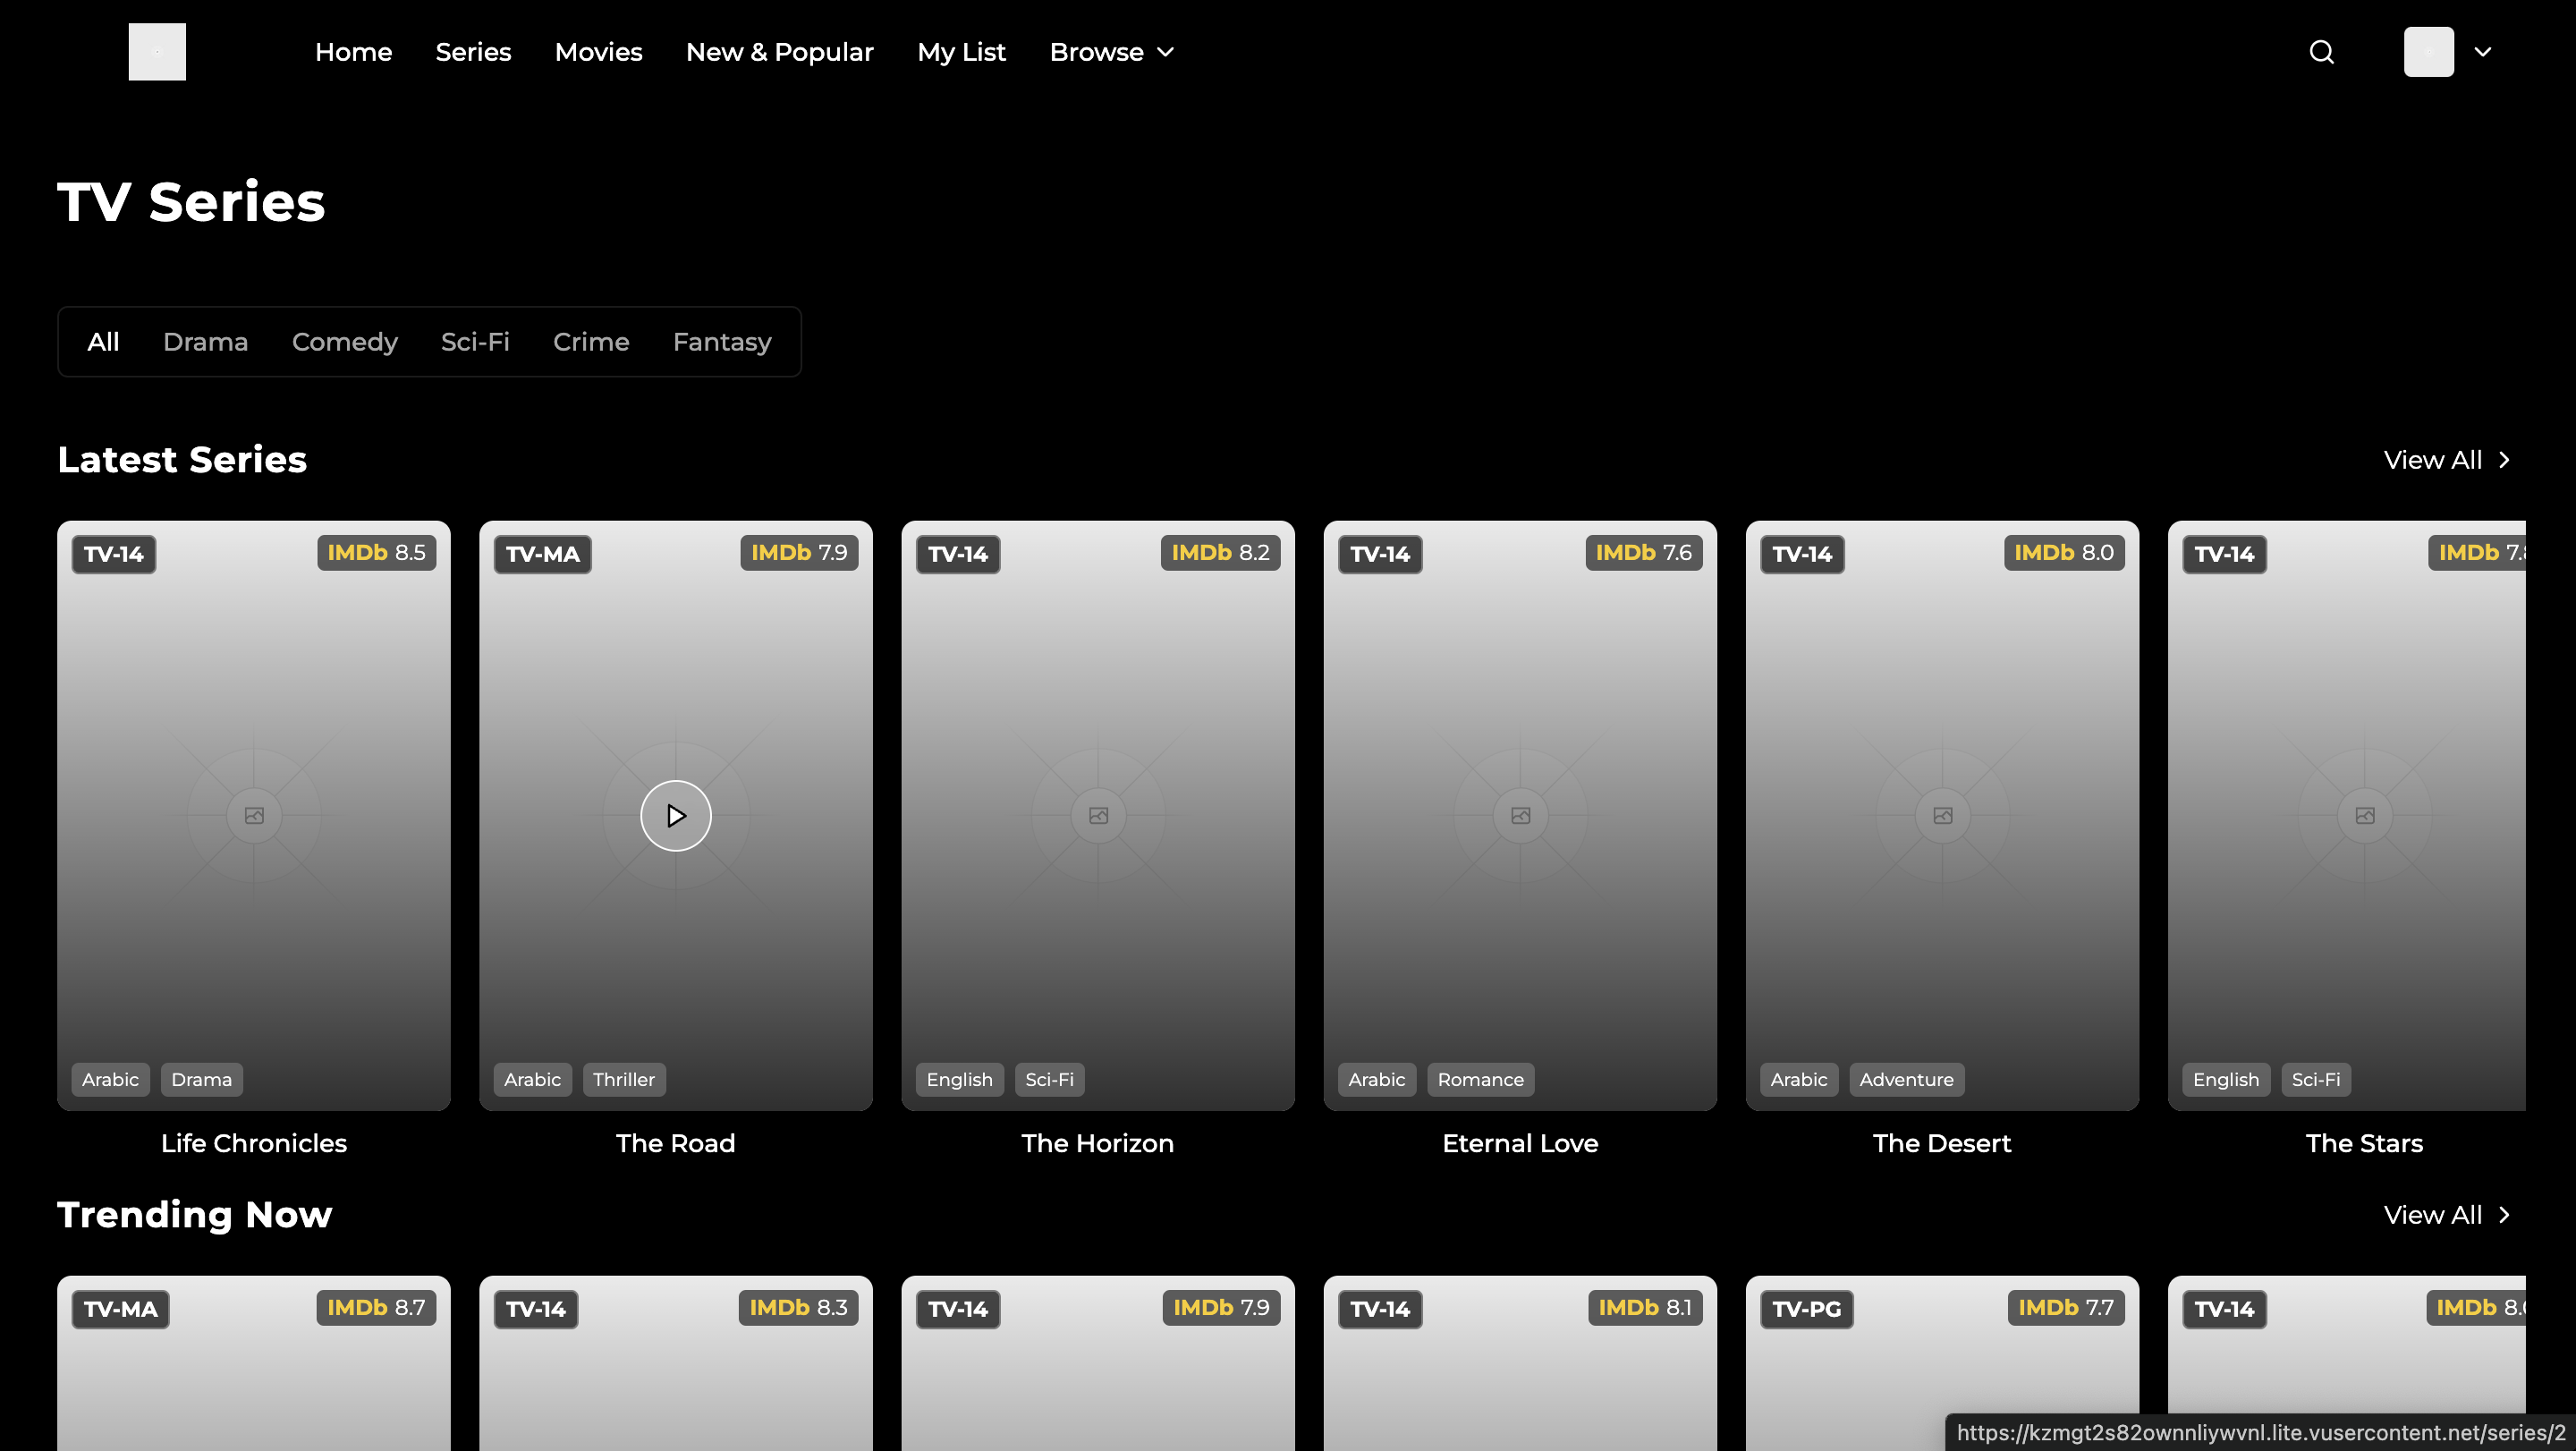 Home Series Movies New & Popular My List Browse
TV Series
All Drama Comedy Sci-Fi Crime Fantasy
Latest Series View All
TV-14 IMDb 8.5 TV-MA IMDb 7.9 TV-14 IMDb 8.2 TV-14 IMDb 7.6 TV-14 IMDb 8.0 TV-14 IMDb
Arabic Drama Arabic Thriller English Sci-Fi Arabic Romance Arabic Adventure English Sci-Fi
Life Chronicles The Road The Horizon Eternal Love The Desert The Stars
Trending Now View All
TV-MA IMDb 8.7 TV-14 IMDb 8.3 TV-14 IMDb 7.9 TV-14 IMDb 8.1 TV-PG IMDb 7.7 TV-14 IMDb
https://kzmgt2s82ownnliywvnl.lite.vusercontent.net/series/2